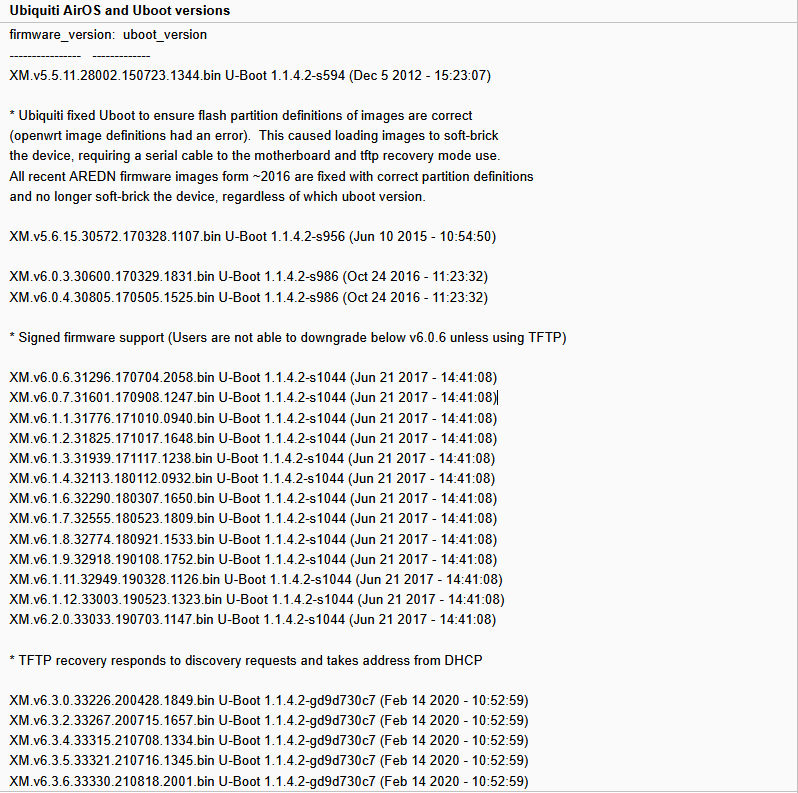 Ubiquiti AirOS and Uboot versions
firmware_version:  uboot_version
----------------   -------------
XM.v5.5.11.28002.150723.1344.bin U-Boot 1.1.4.2-s594 (Dec 5 2012 - 15:23:07)
* Ubiquiti fixed Uboot to ensure flash partition definitions of images are correct
(openwrt image definitions had an error).  This caused loading images to soft-brick
the device, requiring a serial cable to the motherboard and tftp recovery mode use.
All recent AREDN firmware images form ~2016 are fixed with correct partition definitions
and no longer soft-brick the device, regardless of which uboot version.
XM.v5.6.15.30572.170328.1107.bin U-Boot 1.1.4.2-s956 (Jun 10 2015 - 10:54:50)
XM.v6.0.3.30600.170329.1831.bin U-Boot 1.1.4.2-s986 (Oct 24 2016 - 11:23:32)
XM.v6.0.4.30805.170505.1525.bin U-Boot 1.1.4.2-s986 (Oct 24 2016 - 11:23:32)
* Signed firmware support (Users are not able to downgrade below v6.0.6 unless using TFTP)
XM.v6.0.6.31296.170704.2058.bin U-Boot 1.1.4.2-s1044 (Jun 21 2017 - 14:41:08)
XM.v6.0.7.31601.170908.1247.bin U-Boot 1.1.4.2-s1044 (Jun 21 2017 - 14:41:08)
XM.v6.1.1.31776.171010.0940.bin U-Boot 1.1.4.2-s1044 (Jun 21 2017 - 14:41:08)
XM.v6.1.2.31825.171017.1648.bin U-Boot 1.1.4.2-s1044 (Jun 21 2017 - 14:41:08)
XM.v6.1.3.31939.171117.1238.bin U-Boot 1.1.4.2-s1044 (Jun 21 2017 - 14:41:08)
XM.v6.1.4.32113.180112.0932.bin U-Boot 1.1.4.2-s1044 (Jun 21 2017 - 14:41:08)
XM.v6.1.6.32290.180307.1650.bin U-Boot 1.1.4.2-s1044 (Jun 21 2017 - 14:41:08)
XM.v6.1.7.32555.180523.1809.bin U-Boot 1.1.4.2-s1044 (Jun 21 2017 - 14:41:08)
XM.v6.1.8.32774.180921.1533.bin U-Boot 1.1.4.2-s1044 (Jun 21 2017 - 14:41:08)
XM.v6.1.9.32918.190108.1752.bin U-Boot 1.1.4.2-s1044 (Jun 21 2017 - 14:41:08)
XM.v6.1.11.32949.190328.1126.bin U-Boot 1.1.4.2-s1044 (Jun 21 2017 - 14:41:08)
XM.v6.1.12.33003.190523.1323.bin U-Boot 1.1.4.2-s1044 (Jun 21 2017 - 14:41:08)
XM.v6.2.0.33033.190703.1147.bin U-Boot 1.1.4.2-s1044 (Jun 21 2017 - 14:41:08)
* TFTP recovery responds to discovery requests and takes address from DHCP
XM.v6.3.0.33226.200428.1849.bin U-Boot 1.1.4.2-gd9d730c7 (Feb 14 2020 - 10:52:59)
XM.v6.3.2.33267.200715.1657.bin U-Boot 1.1.4.2-gd9d730c7 (Feb 14 2020 - 10:52:59)
XM.v6.3.4.33315.210708.1334.bin U-Boot 1.1.4.2-gd9d730c7 (Feb 14 2020 - 10:52:59)
XM.v6.3.5.33321.210716.1345.bin U-Boot 1.1.4.2-gd9d730c7 (Feb 14 2020 - 10:52:59)
XM.v6.3.6.33330.210818.2001.bin U-Boot 1.1.4.2-gd9d730c7 (Feb 14 2020 - 10:52:59)